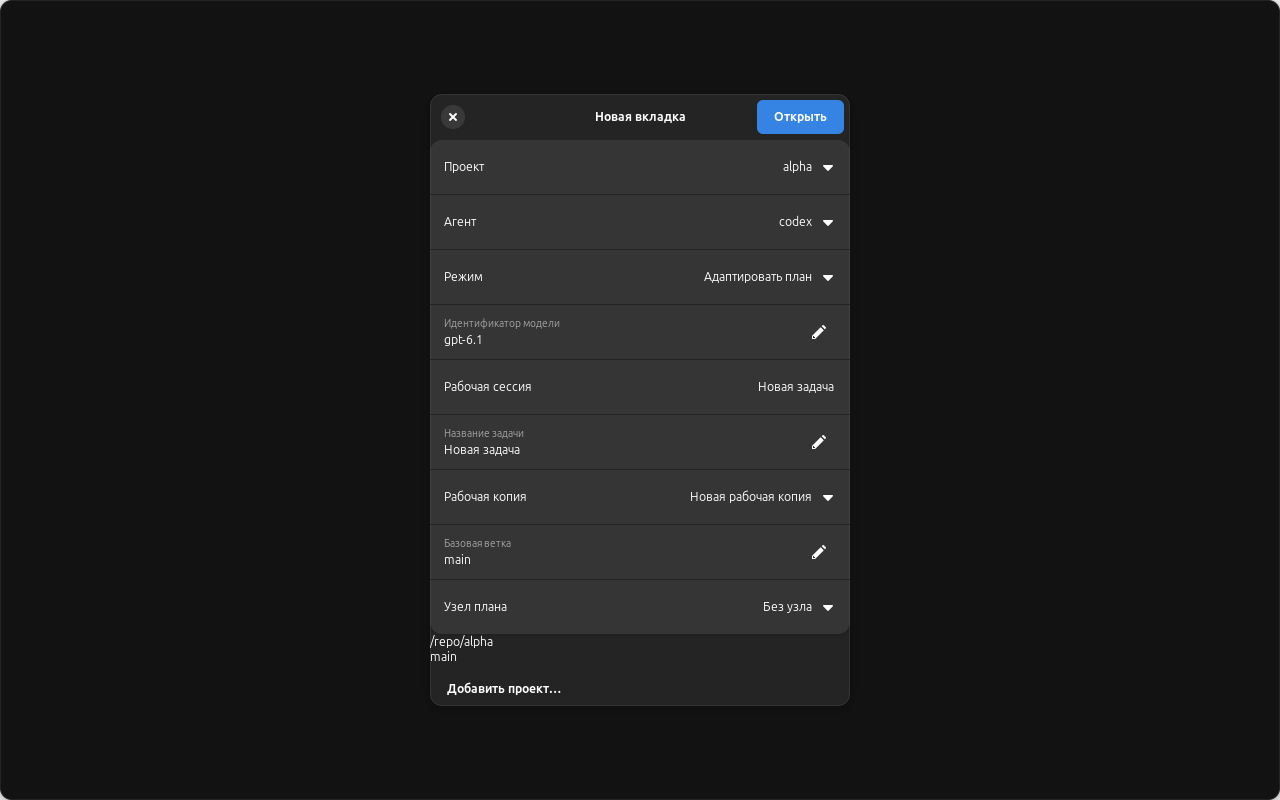 Новая вкладка
Открыть
Проект
alpha
Агент
codex
Режим
Адаптировать план
Идентификатор модели
gpt-6.1
Рабочая сессия
Новая задача
Название задачи
Новая задача
Рабочая копия
Новая рабочая копия
Базовая ветка
main
Узел плана
Без узла
/repo/alpha
main
Добавить проект…